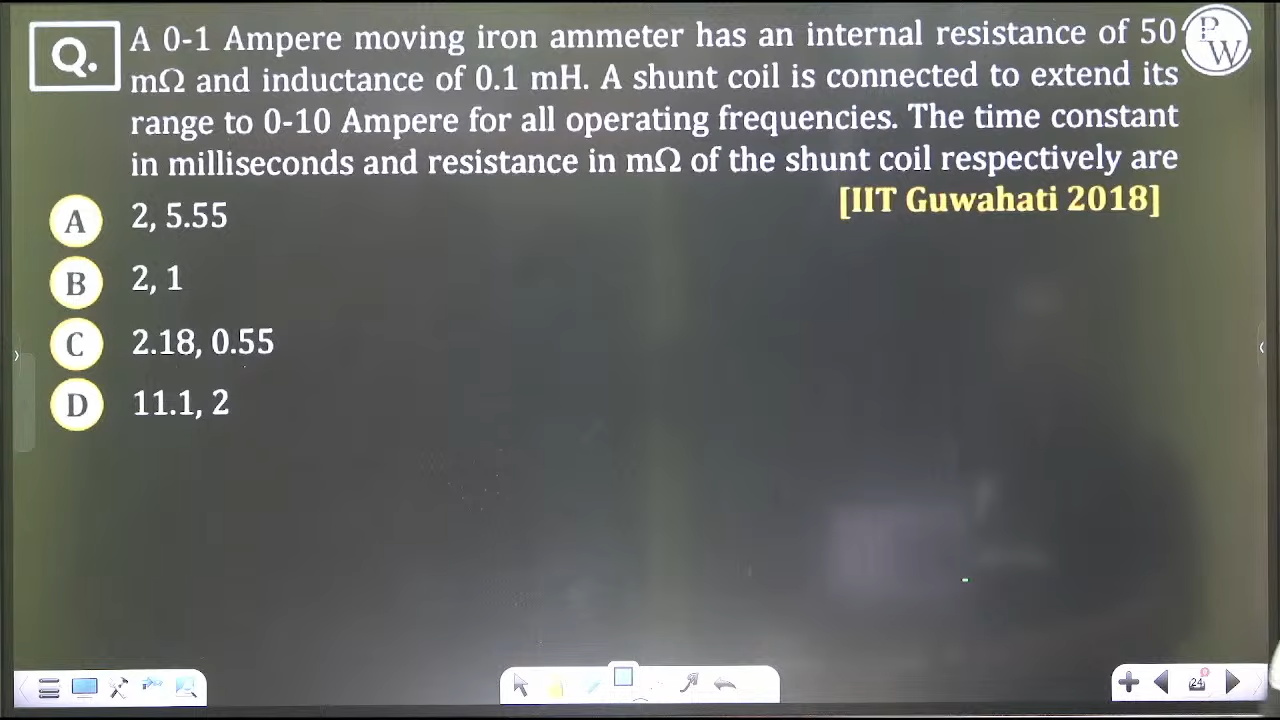 Q.
A 0-1 Ampere moving iron ammeter has an internal resistance of 50
mΩ and inductance of 0.1 mH. A shunt coil is connected to extend its
range to 0-10 Ampere for all operating frequencies. The time constant
in milliseconds and resistance in mΩ of the shunt coil respectively are
[IIT Guwahati 2018]
A 2, 5.55
B 2, 1
C 2.18, 0.55
D 11.1, 2
PW
24